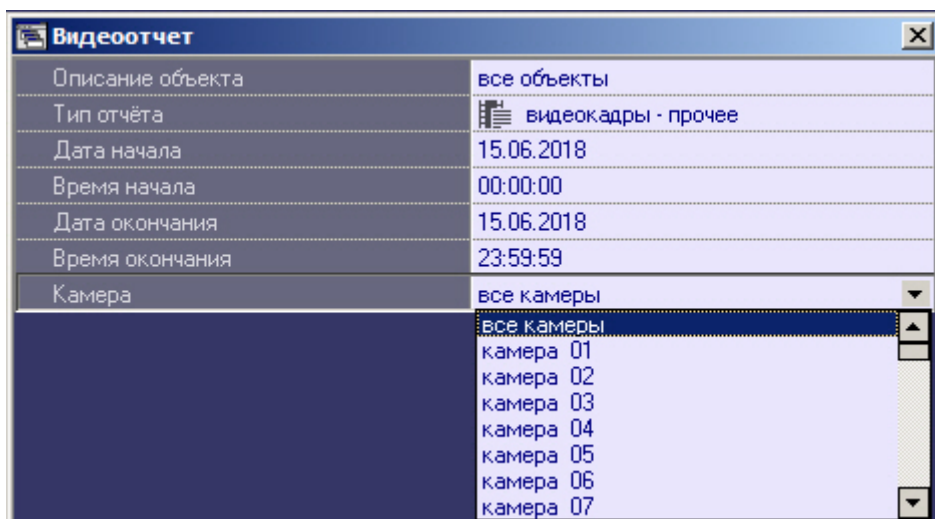 Видеоотчет
Описание объекта все объекты
Тип отчёта видеокадры - прочее
Дата начала 15.06.2018
Время начала 00:00:00
Дата окончания 15.06.2018
Время окончания 23:59:59
Камера все камеры
все камеры
камера 01
камера 02
камера 03
камера 04
камера 05
камера 06
камера 07